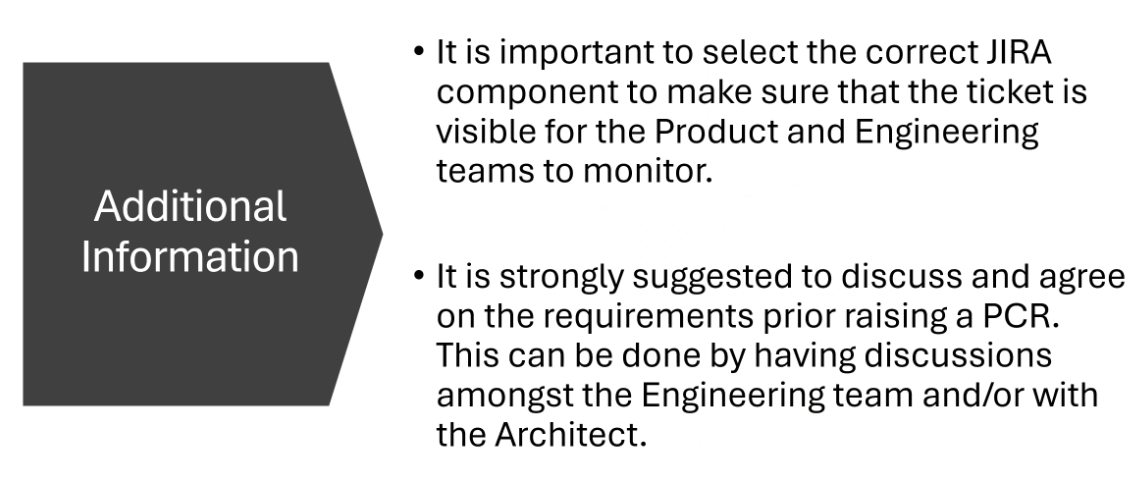 Additional
Information
• It is important to select the correct JIRA
component to make sure that the ticket is
visible for the Product and Engineering
teams to monitor.
• It is strongly suggested to discuss and agree
on the requirements prior raising a PCR.
This can be done by having discussions
amongst the Engineering team and/or with
the Architect.